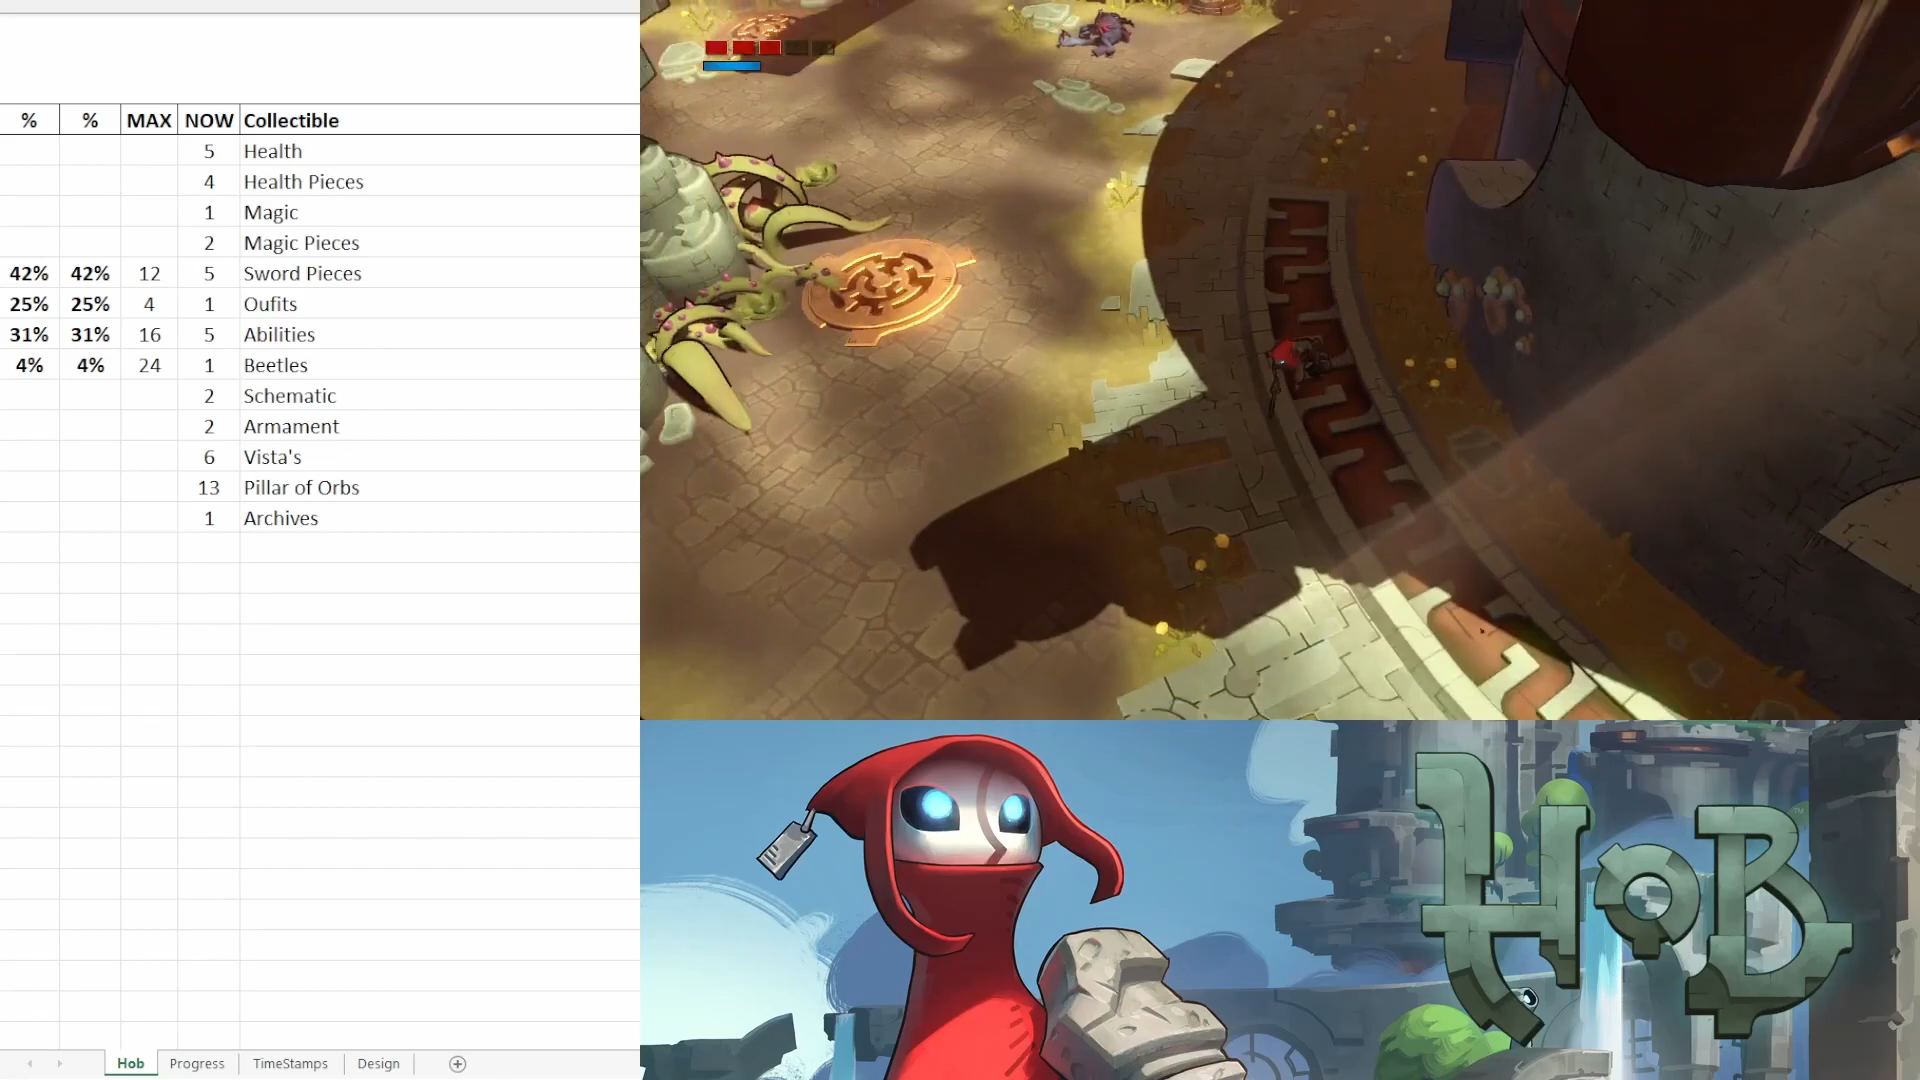 % % MAX NOW Collectible
5 Health
4 Health Pieces
1 Magic
2 Magic Pieces
42% 42% 12 5 Sword Pieces
25% 25% 4 1 Oufits
31% 31% 16 5 Abilities
4% 4% 24 1 Beetles
2 Schematic
2 Armament
6 Vista's
13 Pillar of Orbs
1 Archives
HOB
TM
Hob Progress TimeStamps Design